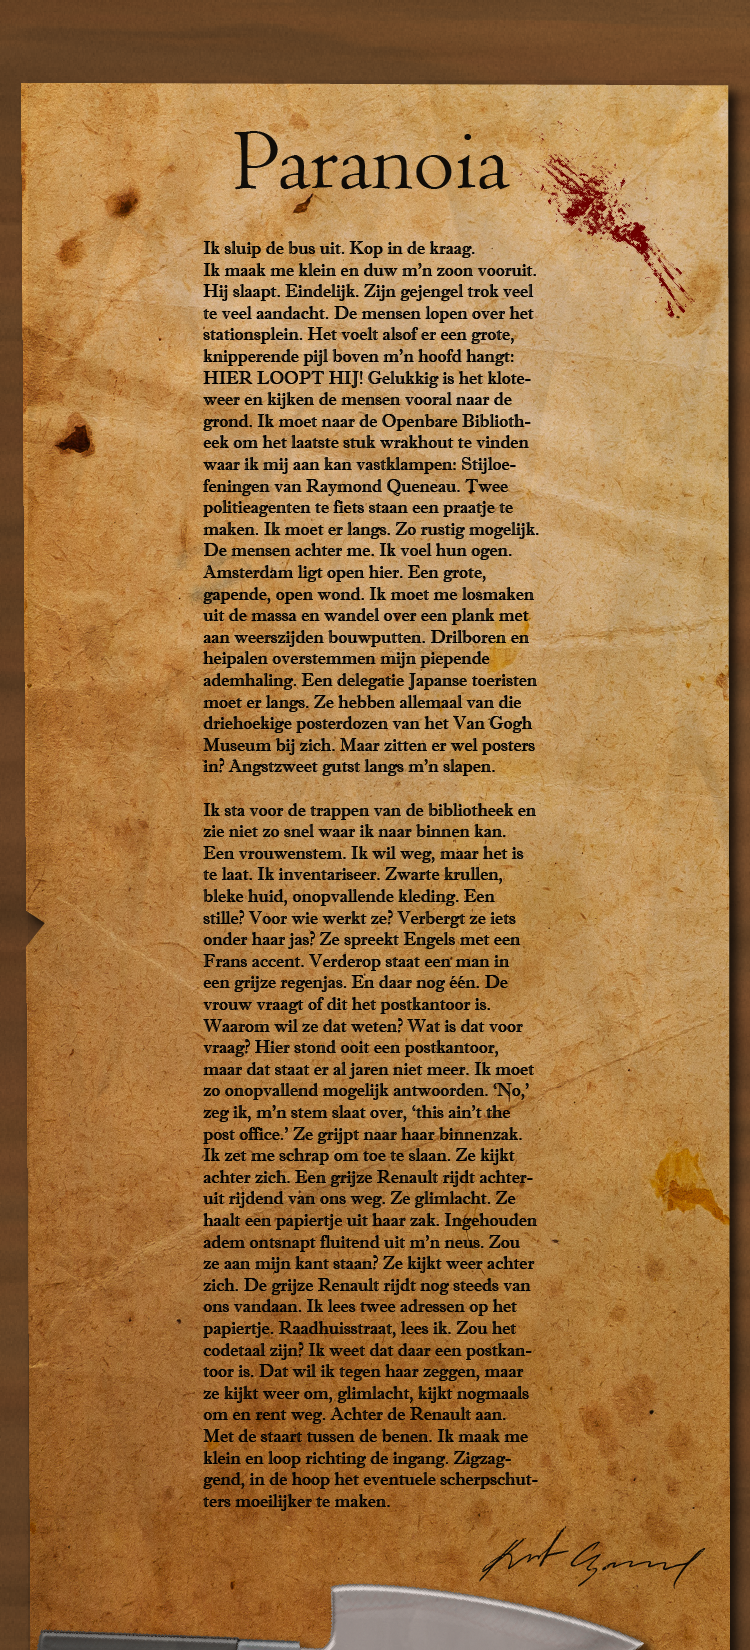 Paranoia
Ik sluip de bus uit. Kop in de kraag.
Ik maak me klein en duw m’n zoon vooruit.
Hij slaapt. Eindelijk. Zijn gejengel trok veel
te veel aandacht. De mensen lopen over het
stationsplein. Het voelt alsof er een grote,
knipperende pijl boven m’n hoofd hangt:
HIER LOOPT HIJ! Gelukkig is het klote-
weer en kijken de mensen vooral naar de
grond. Ik moet naar de Openbare Biblioth-
eek om het laatste stuk wrakhout te vinden
waar ik mij aan kan vastklampen: Stijloe-
feningen van Raymond Queneau. Twee
politieagenten te fiets staan een praatje te
maken. Ik moet er langs. Zo rustig mogelijk.
De mensen achter me. Ik voel hun ogen.
Amsterdam ligt open hier. Een grote,
gapende, open wond. Ik moet me losmaken
uit de massa en wandel over een plank met
aan weerszijden bouwputten. Drilboren en
heipalen overstemmen mijn piepende
ademhaling. Een delegatie Japanse toeristen
moet er langs. Ze hebben allemaal van die
driehoekige posterdozen van het Van Gogh
Museum bij zich. Maar zitten er wel posters
in? Angstzweet gutst langs m’n slapen.
Ik sta voor de trappen van de bibliotheek en
zie niet zo snel waar ik naar binnen kan.
Een vrouwenstem. Ik wil weg, maar het is
te laat. Ik inventariseer. Zwarte krullen,
bleke huid, onopvallende kleding. Een
stille? Voor wie werkt ze? Verbergt ze iets
onder haar jas? Ze spreekt Engels met een
Frans accent. Verderop staat een man in
een grijze regenjas. En daar nog één. De
vrouw vraagt of dit het postkantoor is.
Waarom wil ze dat weten? Wat is dat voor
vraag? Hier stond ooit een postkantoor,
maar dat staat er al jaren niet meer. Ik moet
zo onopvallend mogelijk antwoorden. ‘No,’
zeg ik, m’n stem slaat over, ‘this ain’t the
post office.’ Ze grijpt naar haar binnenzak.
Ik zet me schrap om toe te slaan. Ze kijkt
achter zich. Een grijze Renault rijdt achter-
uit rijdend van ons weg. Ze glimlacht. Ze
haalt een papiertje uit haar zak. Ingehouden
adem ontsnapt fluitend uit m’n neus. Zou
ze aan mijn kant staan? Ze kijkt weer achter
zich. De grijze Renault rijdt nog steeds van
ons vandaan. Ik lees twee adressen op het
papiertje. Raadhuisstraat, lees ik. Zou het
codetaal zijn? Ik weet dat daar een postkan-
toor is. Dat wil ik tegen haar zeggen, maar
ze kijkt weer om, glimlacht, kijkt nogmaals
om en rent weg. Achter de Renault aan.
Met de staart tussen de benen. Ik maak me
klein en loop richting de ingang. Zigzag-
gend, in de hoop het eventuele scherpschut-
ters moeilijker te maken.